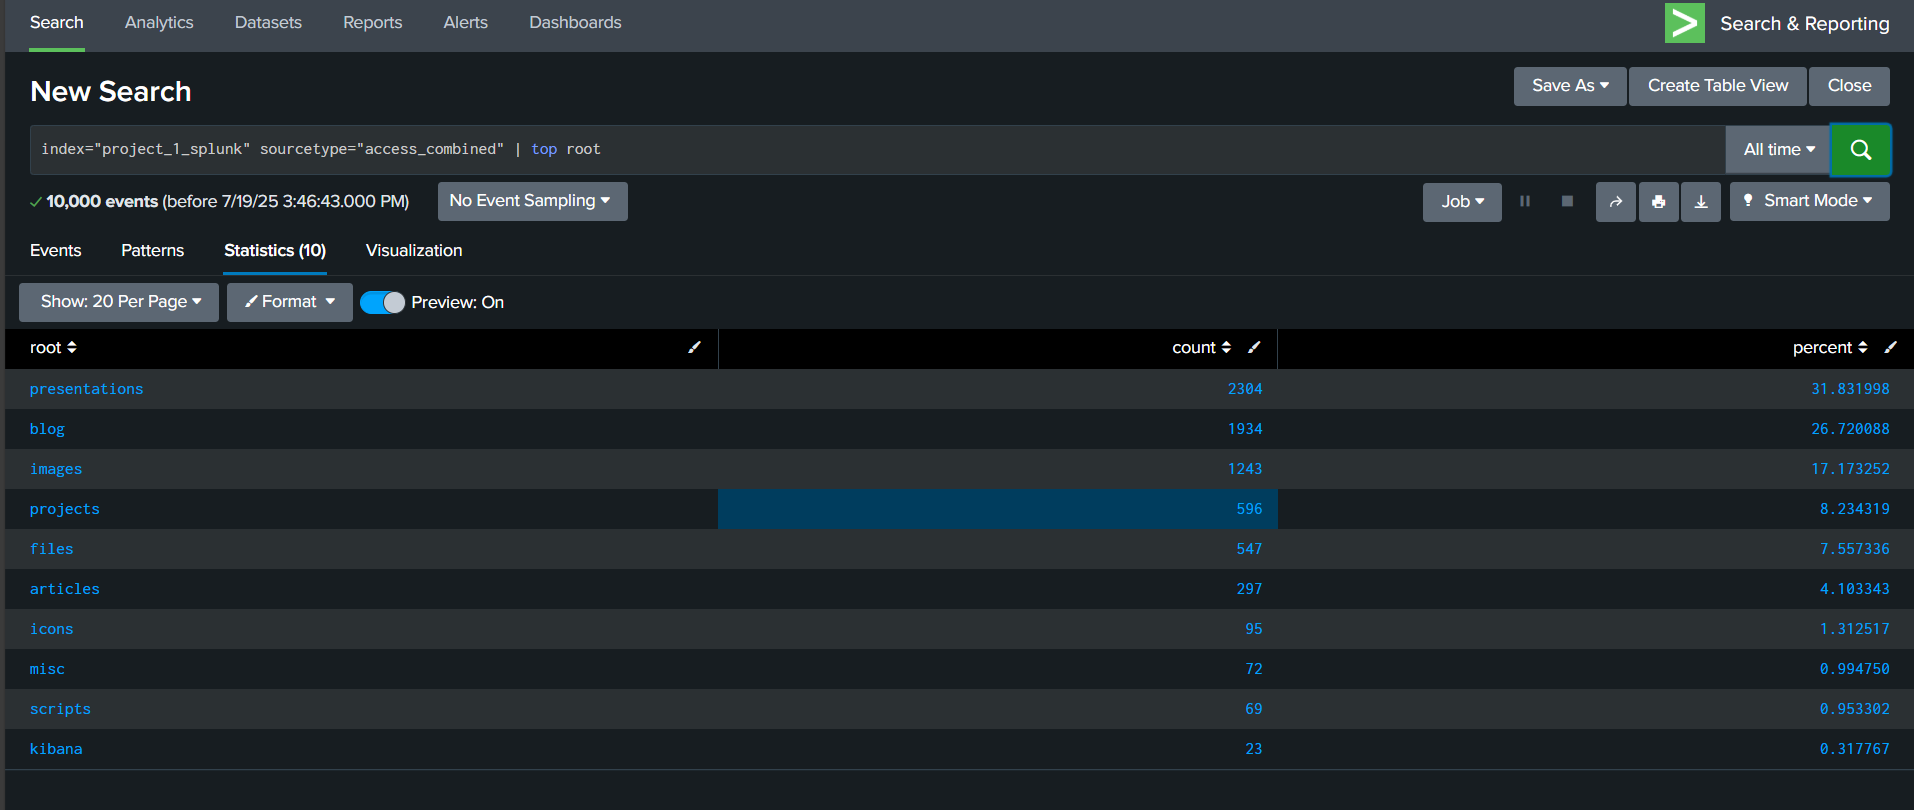 Search Analytics Datasets Reports Alerts Dashboards Search & Reporting
New Search Save As Create Table View Close
index="project_1_splunk" sourcetype="access_combined" | top root All time
10,000 events (before 7/19/25 3:46:43.000 PM) No Event Sampling Job Smart Mode
Events Patterns Statistics (10) Visualization
Show: 20 Per Page Format Preview: On
root count percent
presentations 2304 31.831998
blog 1934 26.720088
images 1243 17.173252
projects 596 8.234319
files 547 7.557336
articles 297 4.103343
icons 95 1.312517
misc 72 0.994750
scripts 69 0.953302
kibana 23 0.317767